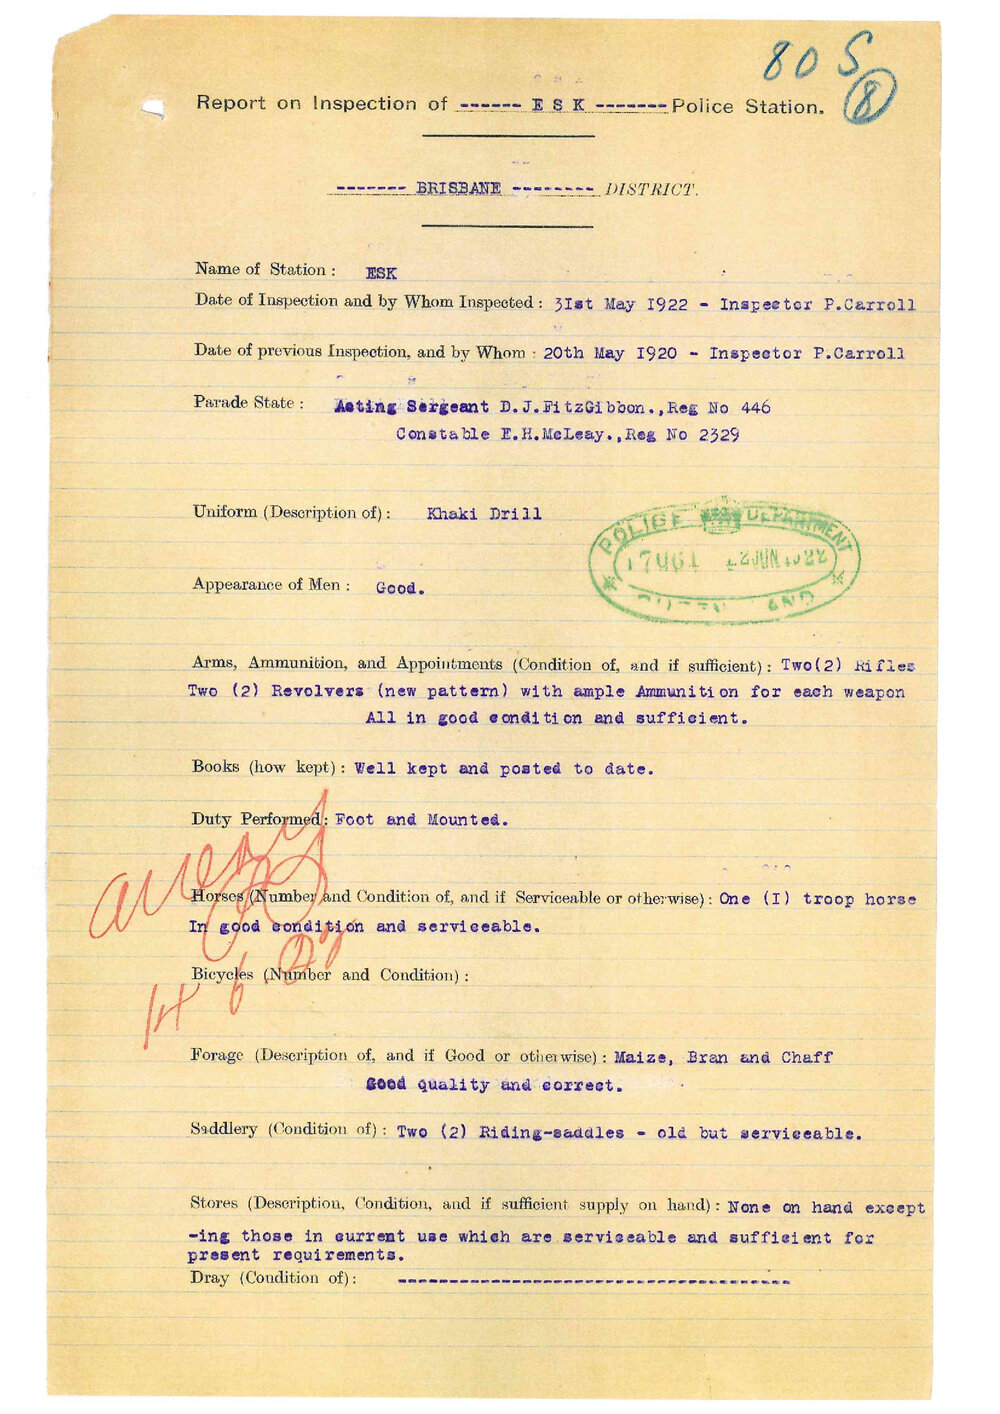 80 S
8
Report on Inspection of ------ E S K ------- Police Station.
------- BRISBANE -------- DISTRICT.
Name of Station : ESK
Date of Inspection and by Whom Inspected : 3Ist May I922 - Inspector P.Carroll
Date of previous Inspection, and by Whom : 20th May I920 - Inspector P.Carroll
Parade State : Acting Sergeant D.J.FitzGibbon.,Reg No 446
Constable E.H.McLeay.,Reg No 2329
Uniform (Description of) : Khaki Drill
POLICE DEPARTMENT
17061 12 JUN 1922
Appearance of Men : Good.
Arms, Ammunition, and Appointments (Condition of, and if sufficient) : Two(2) Rifles
Two (2) Revolvers (new pattern) with ample Ammunition for each weapon
All in good condition and sufficient.
Books (how kept) : Well kept and posted to date.
Duty Performed : Foot and Mounted.
Horses (Number and Condition of, and if Serviceable or otherwise) : One (I) troop horse
In good condition and serviceable.
Bicycles (Number and Condition) :
14 6 22
Forage (Description of, and if Good or otherwise) : Maize, Bran and Chaff
Good quality and correct.
Saddlery (Condition of) : Two (2) Riding-saddles - old but serviceable.
Stores (Description, Condition, and if sufficient supply on hand) : None on hand except
-ing those in current use which are serviceable and sufficient for
present requirements.
Dray (Condition of) : --------------------------------------